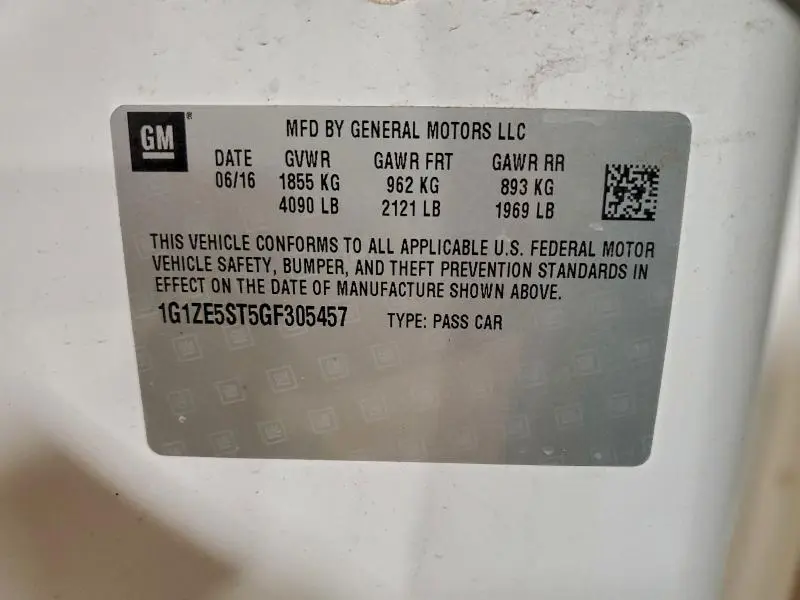 GM®
MFD BY GENERAL MOTORS LLC
DATE GVWR GAWR FRT GAWR RR
06/16 1855 KG 962 KG 893 KG
4090 LB 2121 LB 1969 LB
THIS VEHICLE CONFORMS TO ALL APPLICABLE U.S. FEDERAL MOTOR
VEHICLE SAFETY, BUMPER, AND THEFT PREVENTION STANDARDS IN
EFFECT ON THE DATE OF MANUFACTURE SHOWN ABOVE.
1G1ZE5ST5GF305457 TYPE: PASS CAR